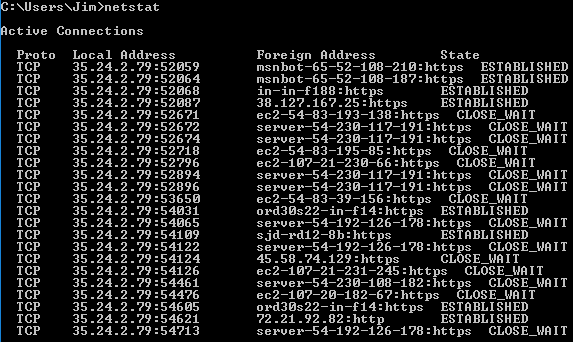 C:\Users\Jim>netstat
Active Connections
Proto Local Address Foreign Address State
TCP 35.24.2.79:52059 msnbot-65-52-108-210:https ESTABLISHED
TCP 35.24.2.79:52064 msnbot-65-52-108-187:https ESTABLISHED
TCP 35.24.2.79:52068 in-in-f188:https ESTABLISHED
TCP 35.24.2.79:52087 38.127.167.25:https ESTABLISHED
TCP 35.24.2.79:52671 ec2-54-83-193-138:https CLOSE_WAIT
TCP 35.24.2.79:52672 server-54-230-117-191:https CLOSE_WAIT
TCP 35.24.2.79:52674 server-54-230-117-191:https CLOSE_WAIT
TCP 35.24.2.79:52718 ec2-54-83-195-85:https CLOSE_WAIT
TCP 35.24.2.79:52796 ec2-107-21-230-66:https CLOSE_WAIT
TCP 35.24.2.79:52894 server-54-230-117-191:https CLOSE_WAIT
TCP 35.24.2.79:52896 server-54-230-117-191:https CLOSE_WAIT
TCP 35.24.2.79:53650 ec2-54-83-39-156:https CLOSE_WAIT
TCP 35.24.2.79:54031 ord30s22-in-f14:https ESTABLISHED
TCP 35.24.2.79:54065 server-54-192-126-178:https CLOSE_WAIT
TCP 35.24.2.79:54109 sjd-rd12-8h:https ESTABLISHED
TCP 35.24.2.79:54122 server-54-192-126-178:https CLOSE_WAIT
TCP 35.24.2.79:54124 45.58.74.129:https CLOSE_WAIT
TCP 35.24.2.79:54126 ec2-107-21-231-245:https CLOSE_WAIT
TCP 35.24.2.79:54461 server-54-230-108-182:https CLOSE_WAIT
TCP 35.24.2.79:54476 ec2-107-20-182-67:https CLOSE_WAIT
TCP 35.24.2.79:54605 ord30s22-in-f14:https ESTABLISHED
TCP 35.24.2.79:54621 72.21.92.82:http ESTABLISHED
TCP 35.24.2.79:54713 server-54-192-126-178:https CLOSE_WAIT